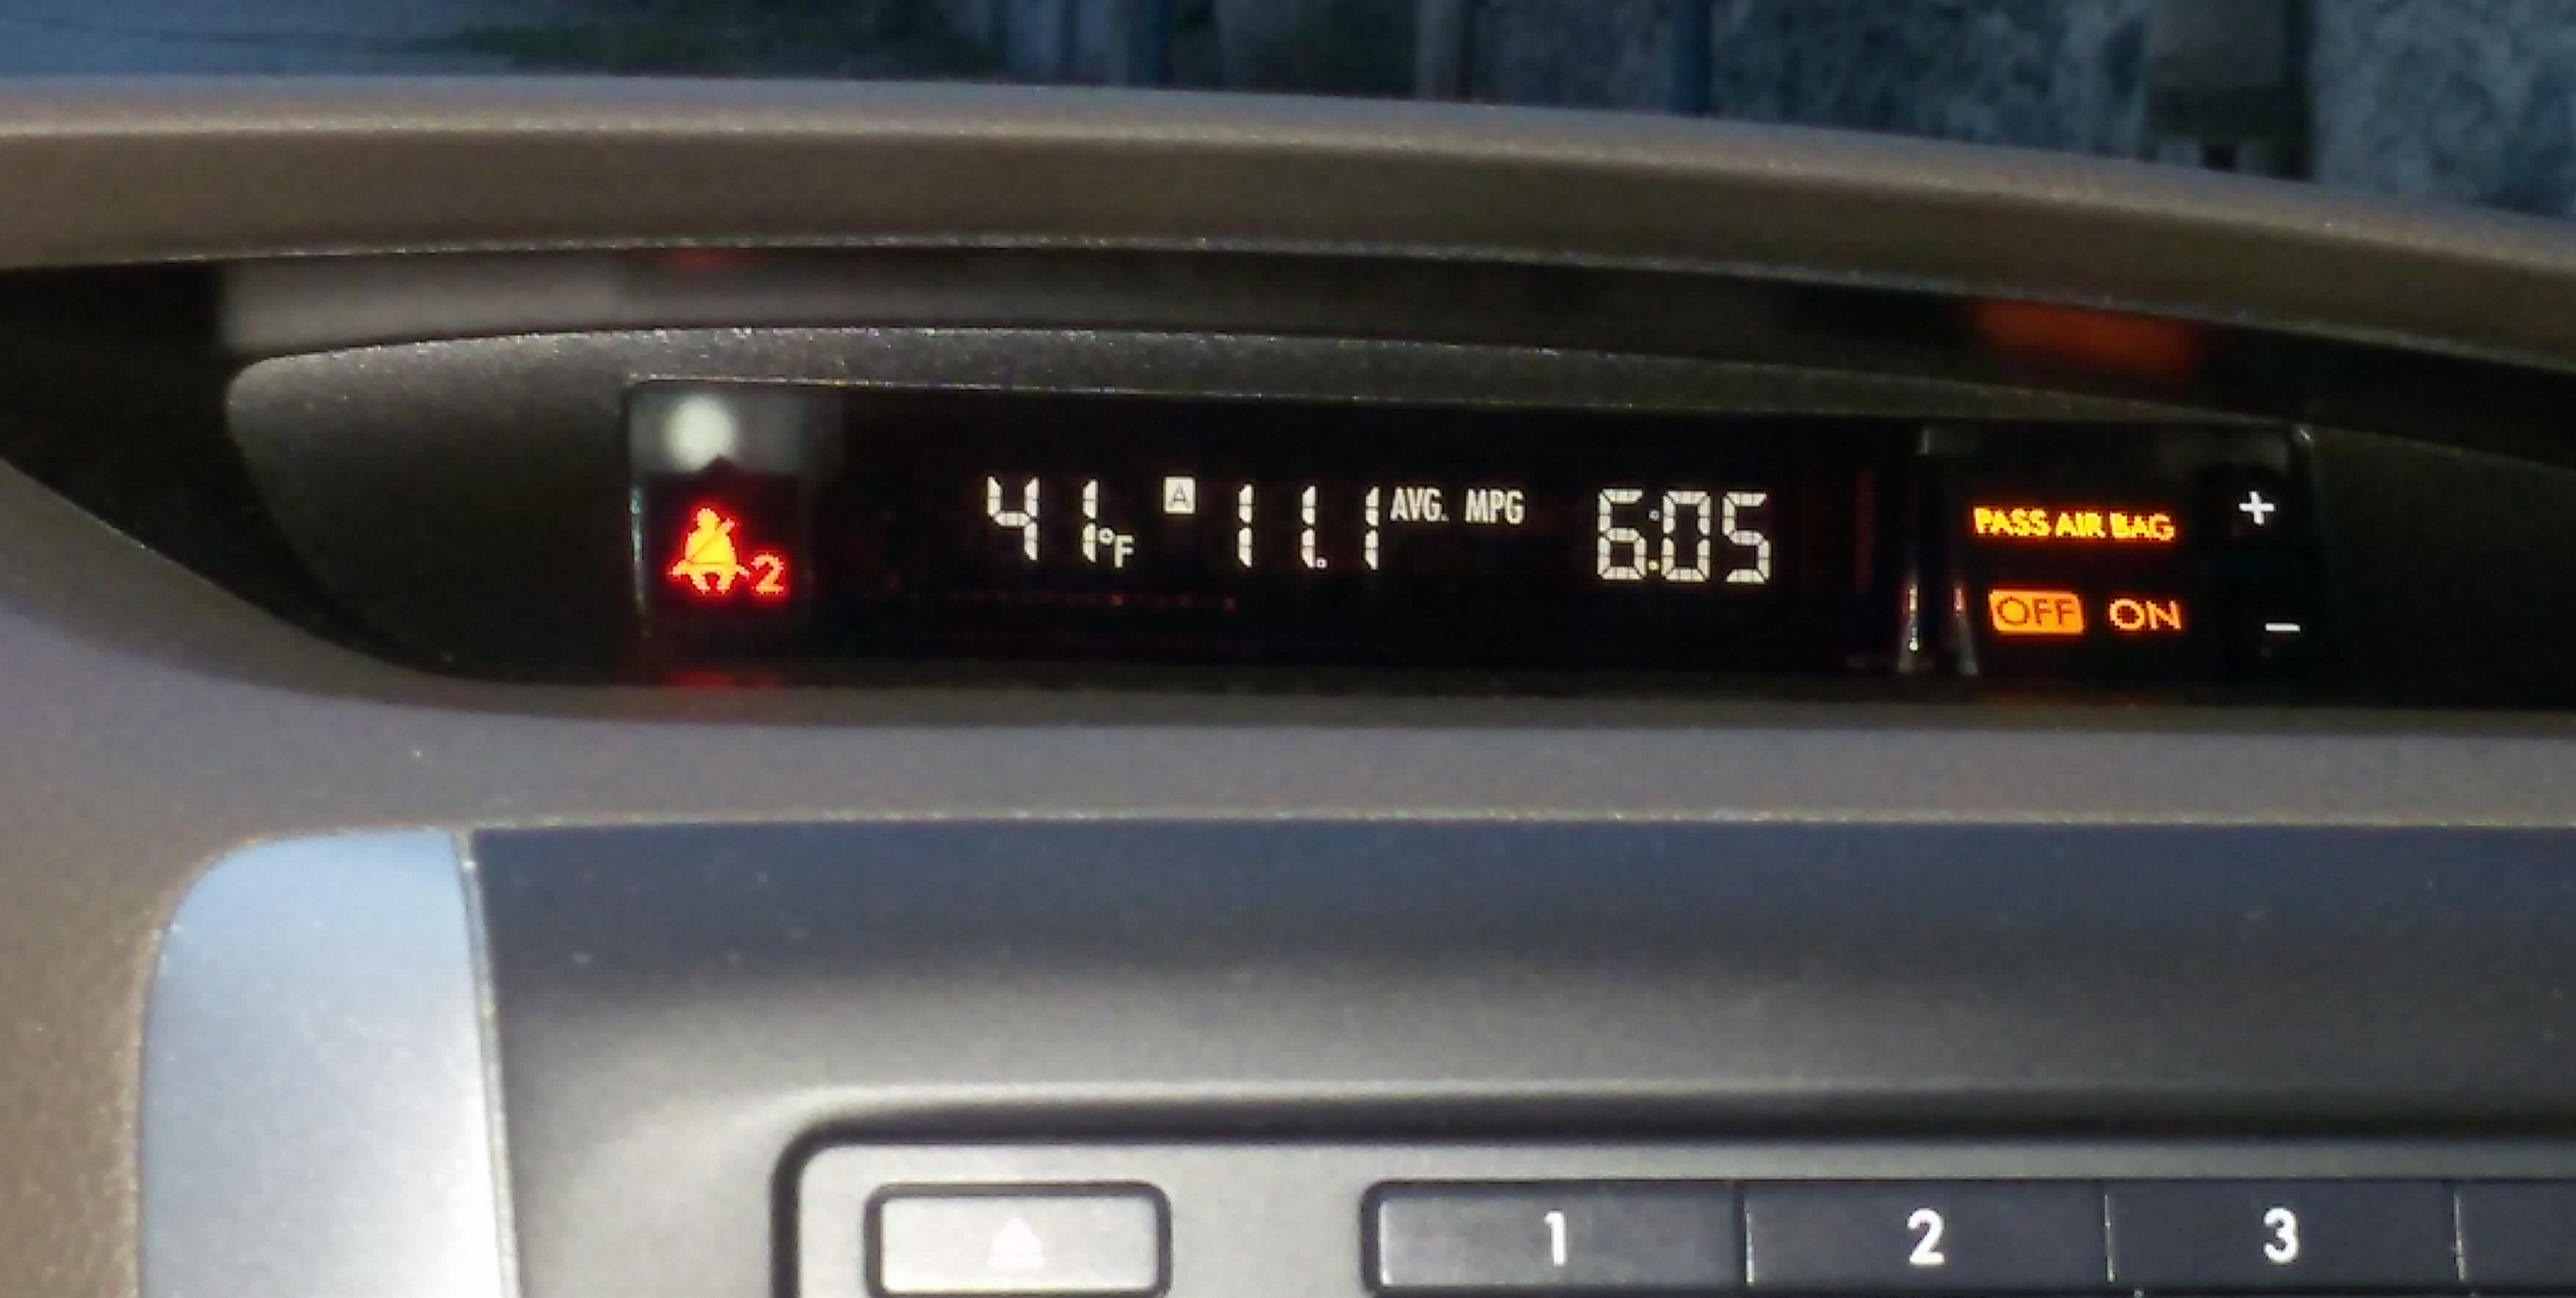 2 41°F A 11.1 AVG. MPG 6:05
PASS AIR BAG +
OFF ON -
1 2 3